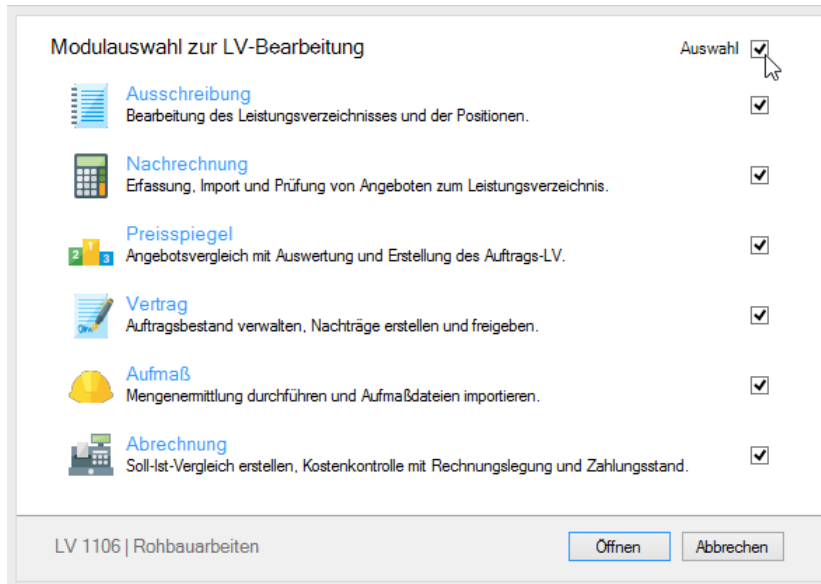 Modulauswahl zur LV-Bearbeitung Auswahl
Ausschreibung
Bearbeitung des Leistungsverzeichnisses und der Positionen.
Nachrechnung
Erfassung, Import und Prüfung von Angeboten zum Leistungsverzeichnis.
Preisspiegel
2 1 3
Angebotsvergleich mit Auswertung und Erstellung des Auftrags-LV.
Vertrag
Auftragsbestand verwalten, Nachträge erstellen und freigeben.
Aufmaß
Mengenermittlung durchführen und Aufmaßdateien importieren.
Abrechnung
Soll-Ist-Vergleich erstellen, Kostenkontrolle mit Rechnungslegung und Zahlungsstand.
LV 1106 | Rohbauarbeiten Öffnen Abbrechen